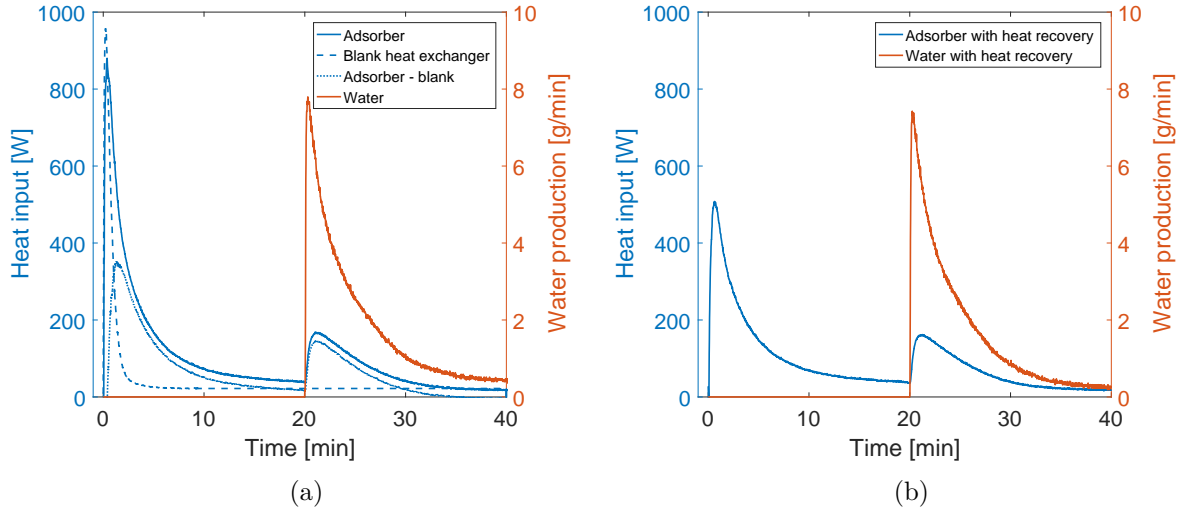 1000
800
600
400
200
0
Heat input [W]
Adsorber
Blank heat exchanger
Adsorber - blank
Water
10
8
6
4
2
0
Water production [g/min]
0 10 20 30 40
Time [min]
(a)
1000
800
600
400
200
0
Heat input [W]
Adsorber with heat recovery
Water with heat recovery
10
8
6
4
2
0
Water production [g/min]
0 10 20 30 40
Time [min]
(b)